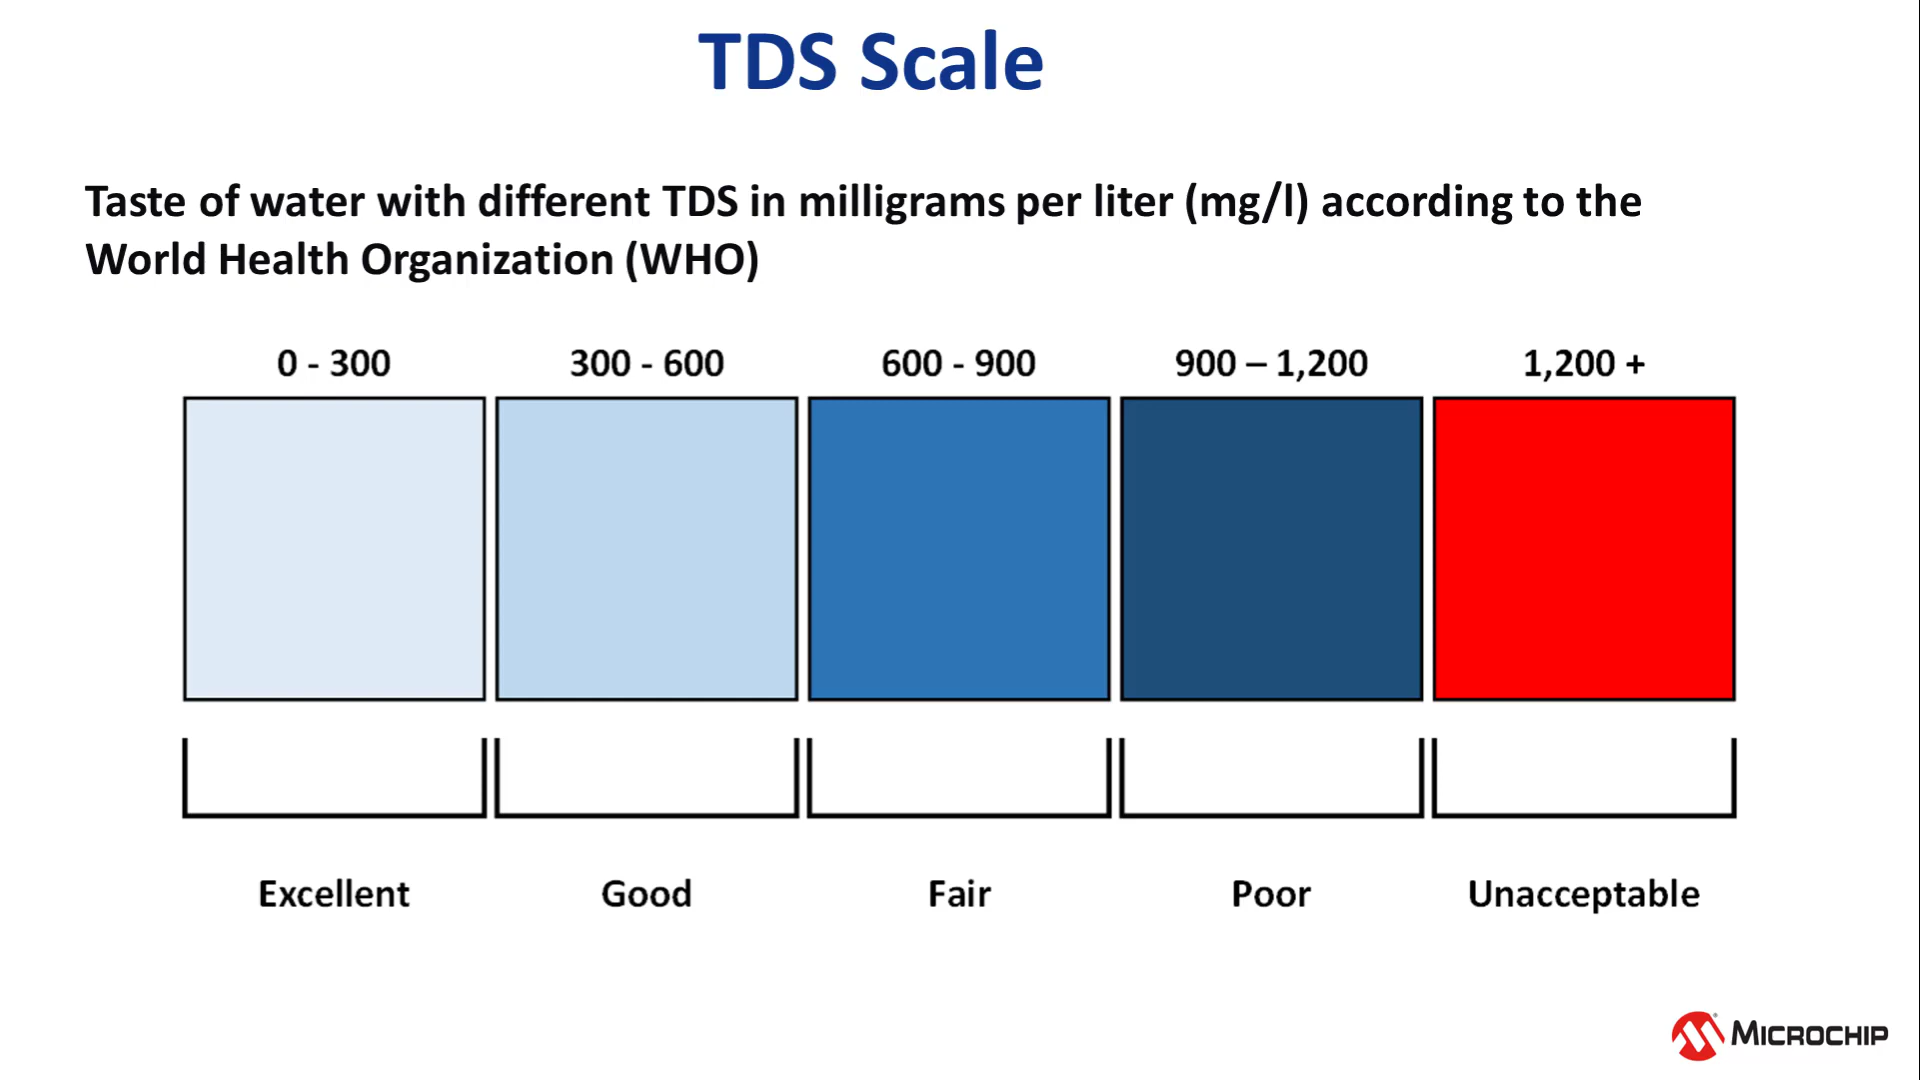 TDS Scale
Taste of water with different TDS in milligrams per liter (mg/l) according to the
World Health Organization (WHO)
0 - 300
300 - 600
600 - 900
900 – 1,200
1,200 +
Excellent
Good
Fair
Poor
Unacceptable
MICROCHIP